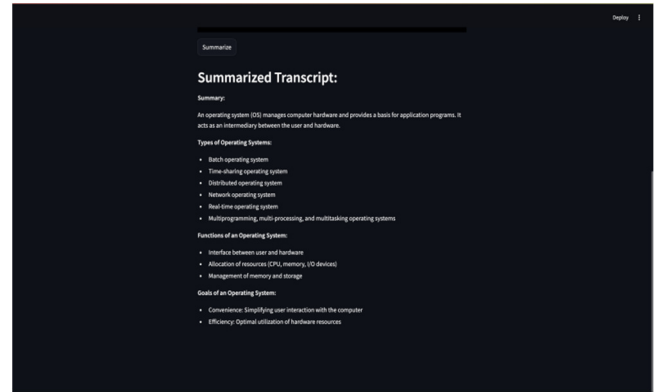 Deploy
Summarize
Summarized Transcript:
Summary:
An operating system (OS) manages computer hardware and provides a basis for application programs. It
acts as an intermediary between the user and hardware.
Types of Operating Systems:
• Batch operating system
• Time-sharing operating system
• Distributed operating system
• Network operating system
• Real-time operating system
• Multiprogramming, multi-processing, and multitasking operating systems
Functions of an Operating System:
• Interface between user and hardware
• Allocation of resources (CPU, memory, I/O devices)
• Management of memory and storage
Goals of an Operating System:
• Convenience: Simplifying user interaction with the computer
• Efficiency: Optimal utilization of hardware resources